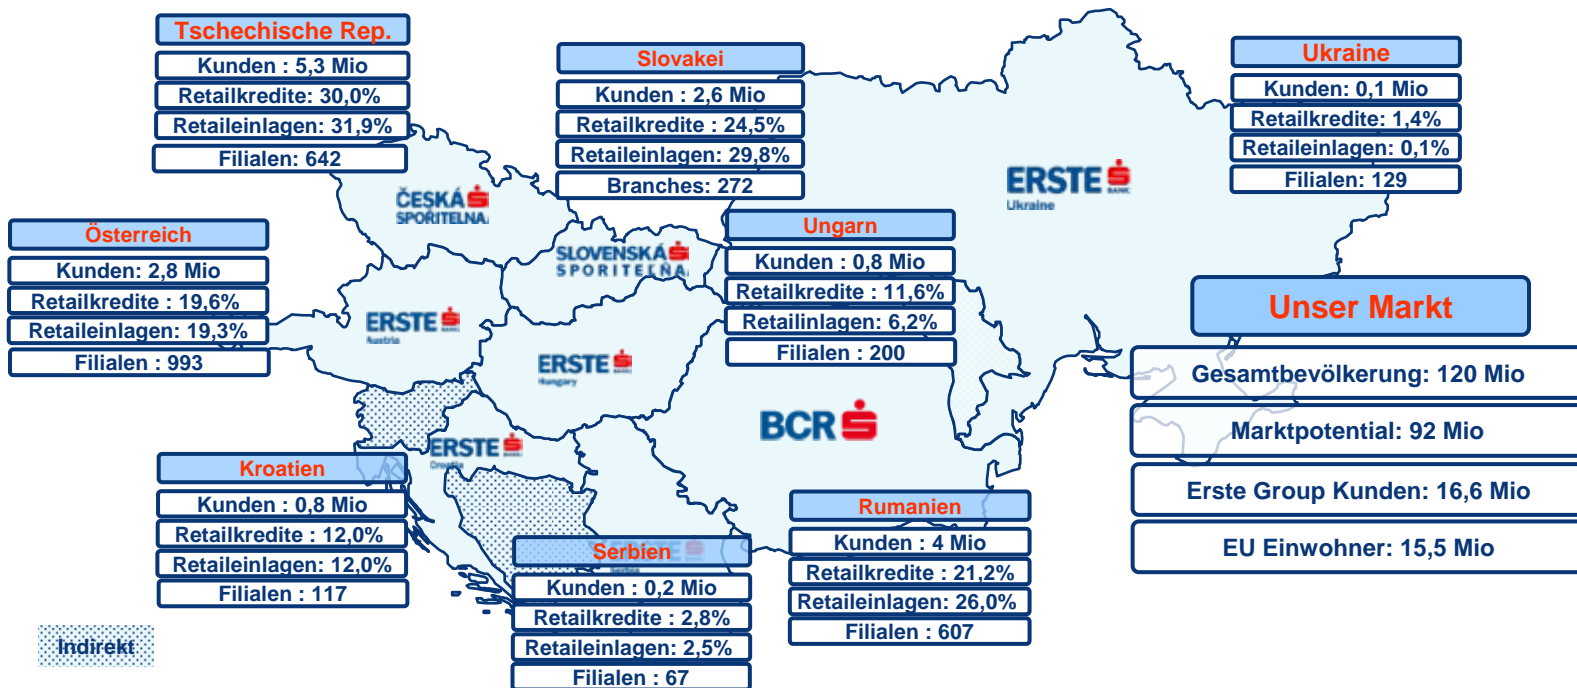 Tschechische Rep.
Kunden : 5,3 Mio
Retailkredite: 30,0%
Retaileinlagen: 31,9%
Filialen: 642
Slovakei
Kunden : 2,6 Mio
Retailkredite : 24,5%
Retaileinlagen: 29,8%
Branches: 272
Ukraine
Kunden: 0,1 Mio
Retailkredite: 1,4%
Retaileinlagen: 0,1%
Filialen: 129
ČESKÁ
SPOŘITELNA
ERSTE
BANK
Ukraine
Österreich
Kunden: 2,8 Mio
Retailkredite : 19,6%
Retaileinlagen: 19,3%
Filialen : 993
SLOVENSKÁ
SPORITEĽŇA
Ungarn
Kunden : 0,8 Mio
Retailkredite : 11,6%
Retailinlagen: 6,2%
Filialen : 200
ERSTE
Austria
ERSTE
Hungary
Unser Markt
Gesamtbevölkerung: 120 Mio
Marktpotential: 92 Mio
Erste Group Kunden: 16,6 Mio
EU Einwohner: 15,5 Mio
BCR
ERSTE
Croatia
Kroatien
Kunden : 0,8 Mio
Retailkredite : 12,0%
Retaileinlagen: 12,0%
Filialen : 117
Serbien
Kunden : 0,2 Mio
Retailkredite : 2,8%
Retaileinlagen: 2,5%
Filialen : 67
ERSTE
Serbia
Rumanien
Kunden : 4 Mio
Retailkredite : 21,2%
Retaileinlagen: 26,0%
Filialen : 607
Indirekt